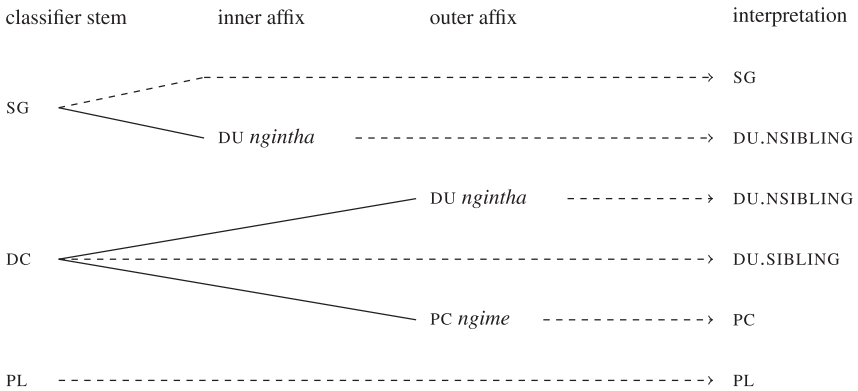 classifier stem inner affix outer affix interpretation
SG
SG
DU ngintha DU.NSIBLING
DU ngintha DU.NSIBLING
DC DU.SIBLING
PC ngime PC
PL PL